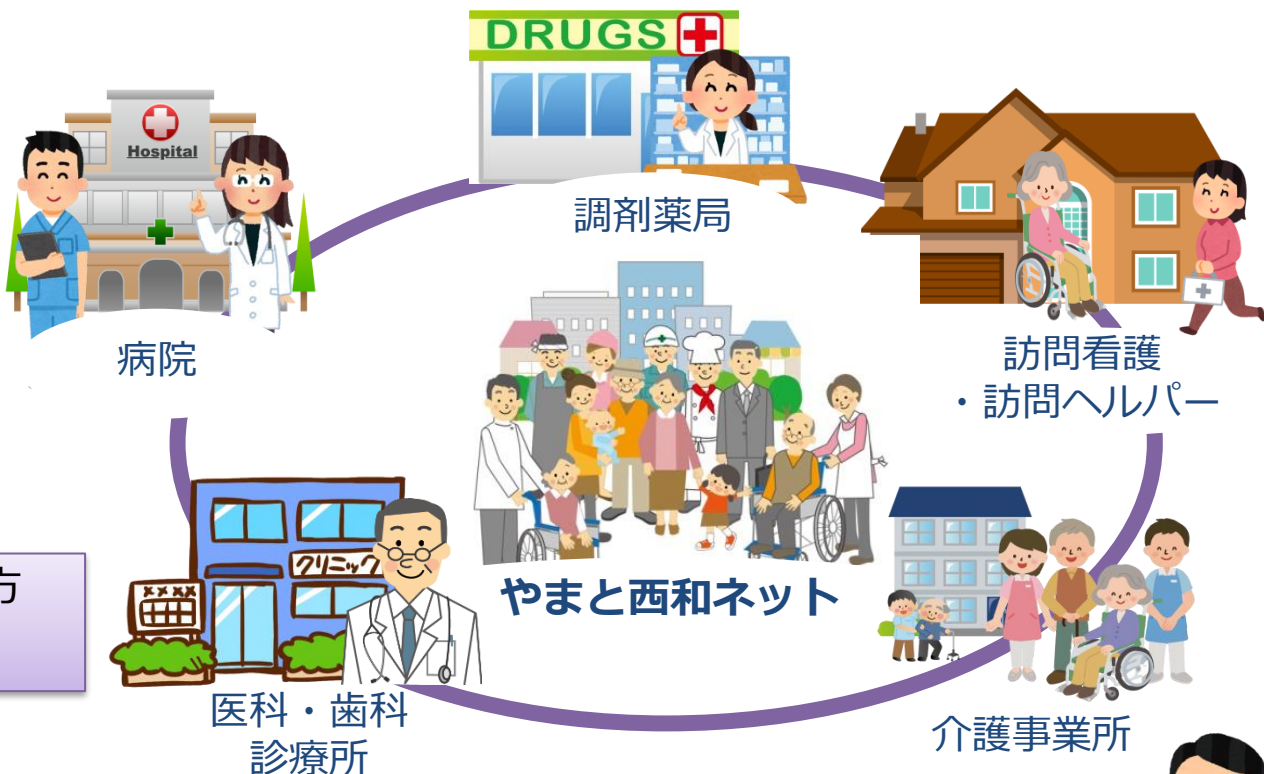 DRUGS
Hospital
調剤薬局
病院
訪問看護
・訪問ヘルパー
クリニック
××××
やまと西和ネット
方
医科・歯科
診療所
介護事業所